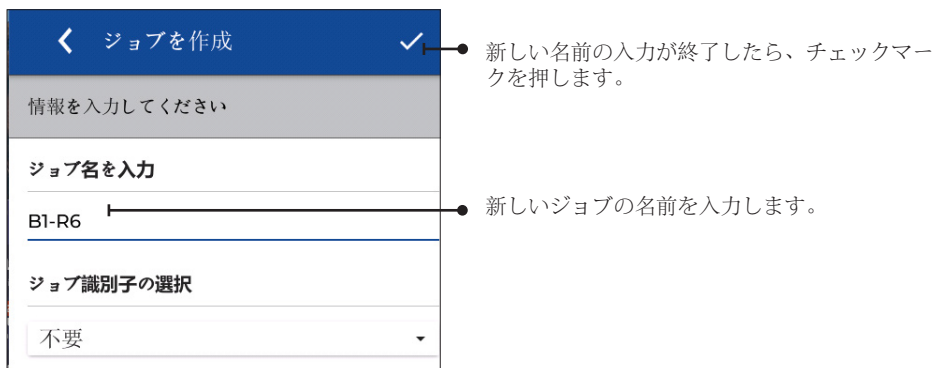 ジョブを作成
新しい名前の入力が終了したら、チェックマー
クを押します。
情報を入力してください
ジョブ名を入力
B1-R6
新しいジョブの名前を入力します。
ジョブ識別子の選択
不要